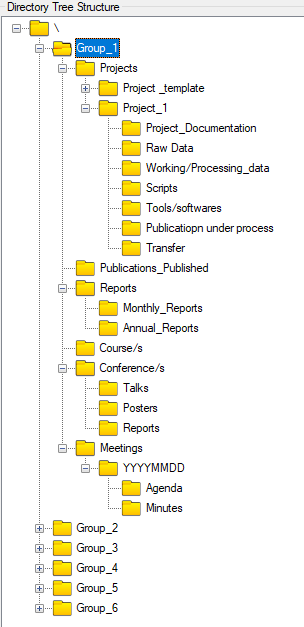 Directory Tree Structure
\
Group_1
Projects
Project _template
Project_1
Project_Documentation
Raw Data
Working/Processing_data
Scripts
Tools/softwares
Publicatiopn under process
Transfer
Publications_Published
Reports
Monthly_Reports
Annual_Reports
Course/s
Conference/s
Talks
Posters
Reports
Meetings
YYYYMMDD
Agenda
Minutes
Group_2
Group_3
Group_4
Group_5
Group_6